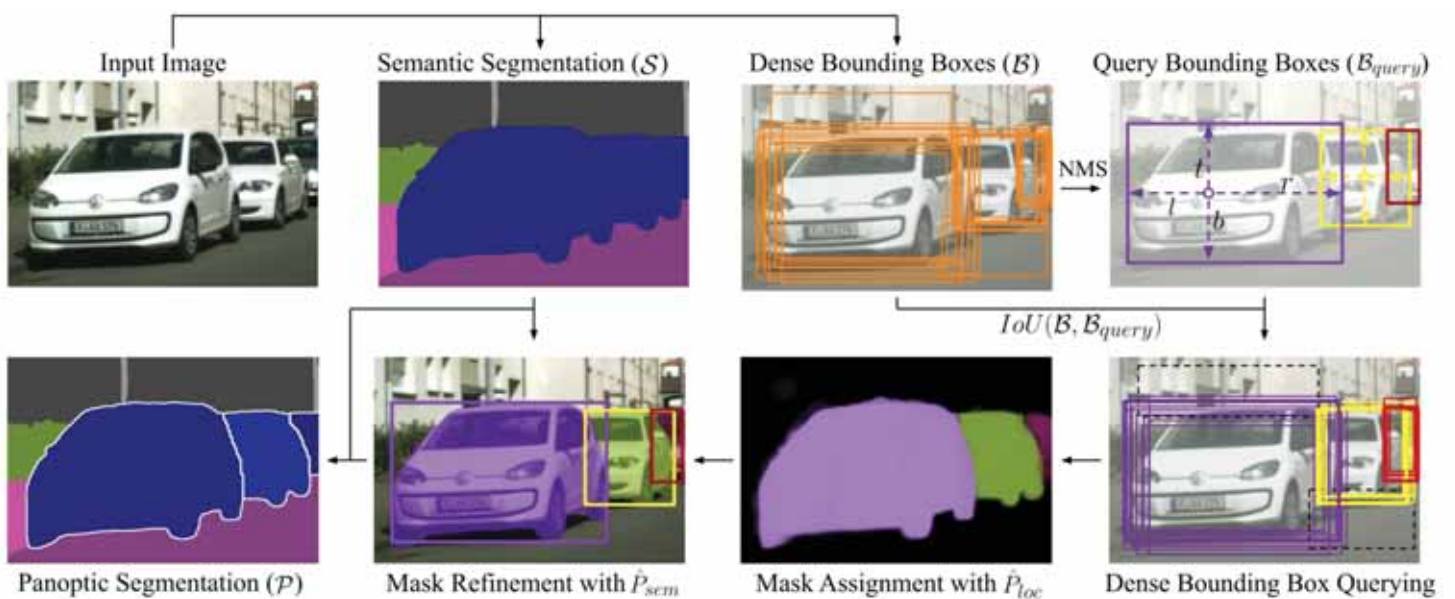 Input Image
Semantic Segmentation (𝒮)
Dense Bounding Boxes (ℬ)
Query Bounding Boxes (ℬ_query)
NMS
t
r
l
b
IoU(ℬ, ℬ_query)
Panoptic Segmentation (𝒫)
Mask Refinement with P̂_sem
Mask Assignment with P̂_loc
Dense Bounding Box Querying